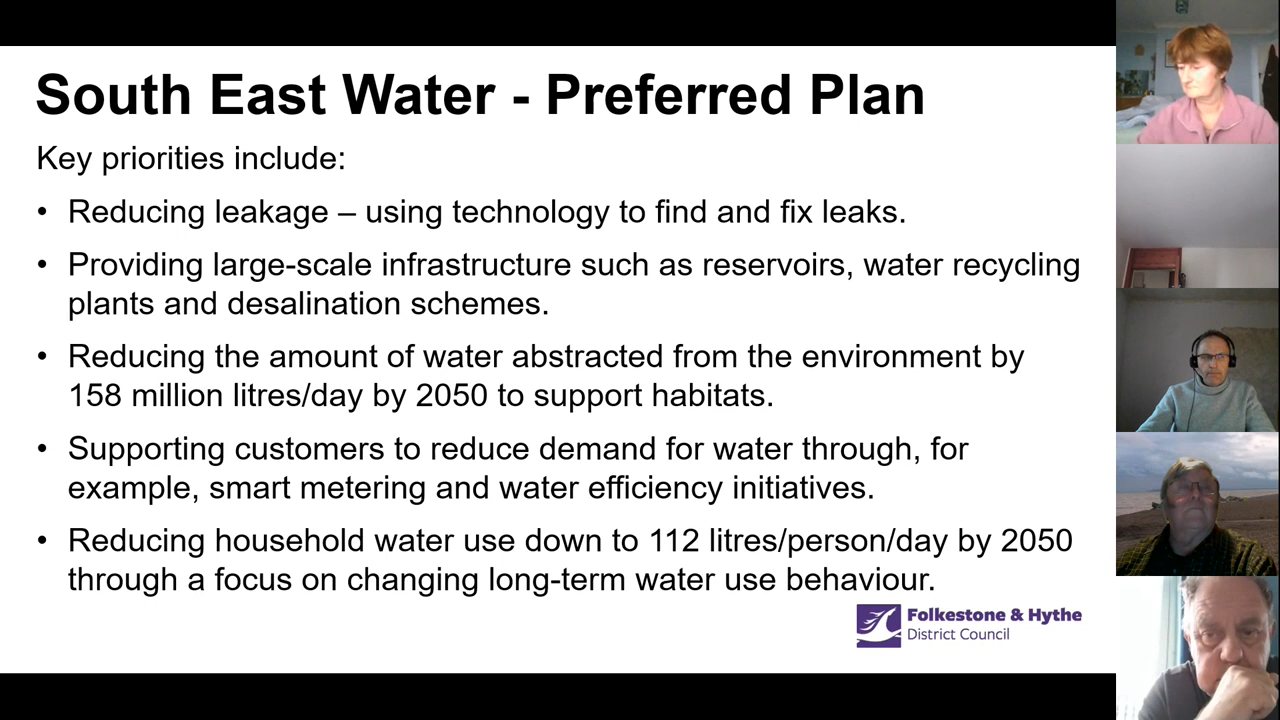 South East Water - Preferred Plan
Key priorities include:
• Reducing leakage – using technology to find and fix leaks.
• Providing large-scale infrastructure such as reservoirs, water recycling
plants and desalination schemes.
• Reducing the amount of water abstracted from the environment by
158 million litres/day by 2050 to support habitats.
• Supporting customers to reduce demand for water through, for
example, smart metering and water efficiency initiatives.
• Reducing household water use down to 112 litres/person/day by 2050
through a focus on changing long-term water use behaviour.
Folkestone & Hythe
District Council